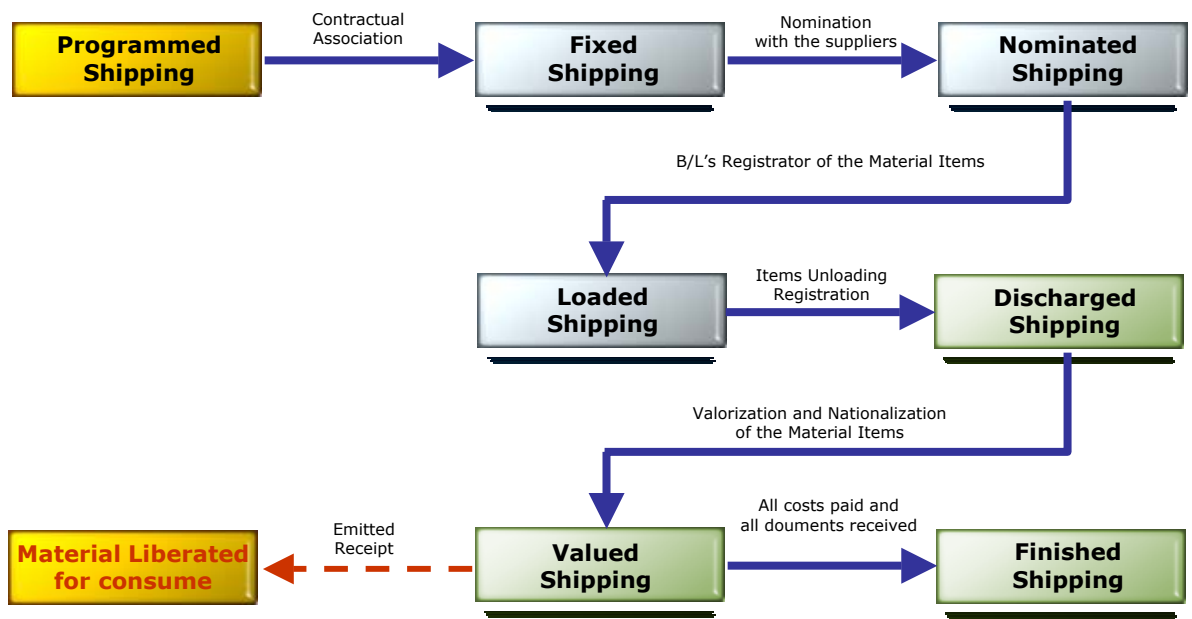 Programmed
Shipping
Contractual
Association
Fixed
Shipping
Nomination
with the suppliers
Nominated
Shipping
B/L's Registrator of the Material Items
Loaded
Shipping
Items Unloading
Registration
Discharged
Shipping
Valorization and Nationalization
of the Material Items
Material Liberated
for consume
Emitted
Receipt
Valued
Shipping
All costs paid and
all douments received
Finished
Shipping